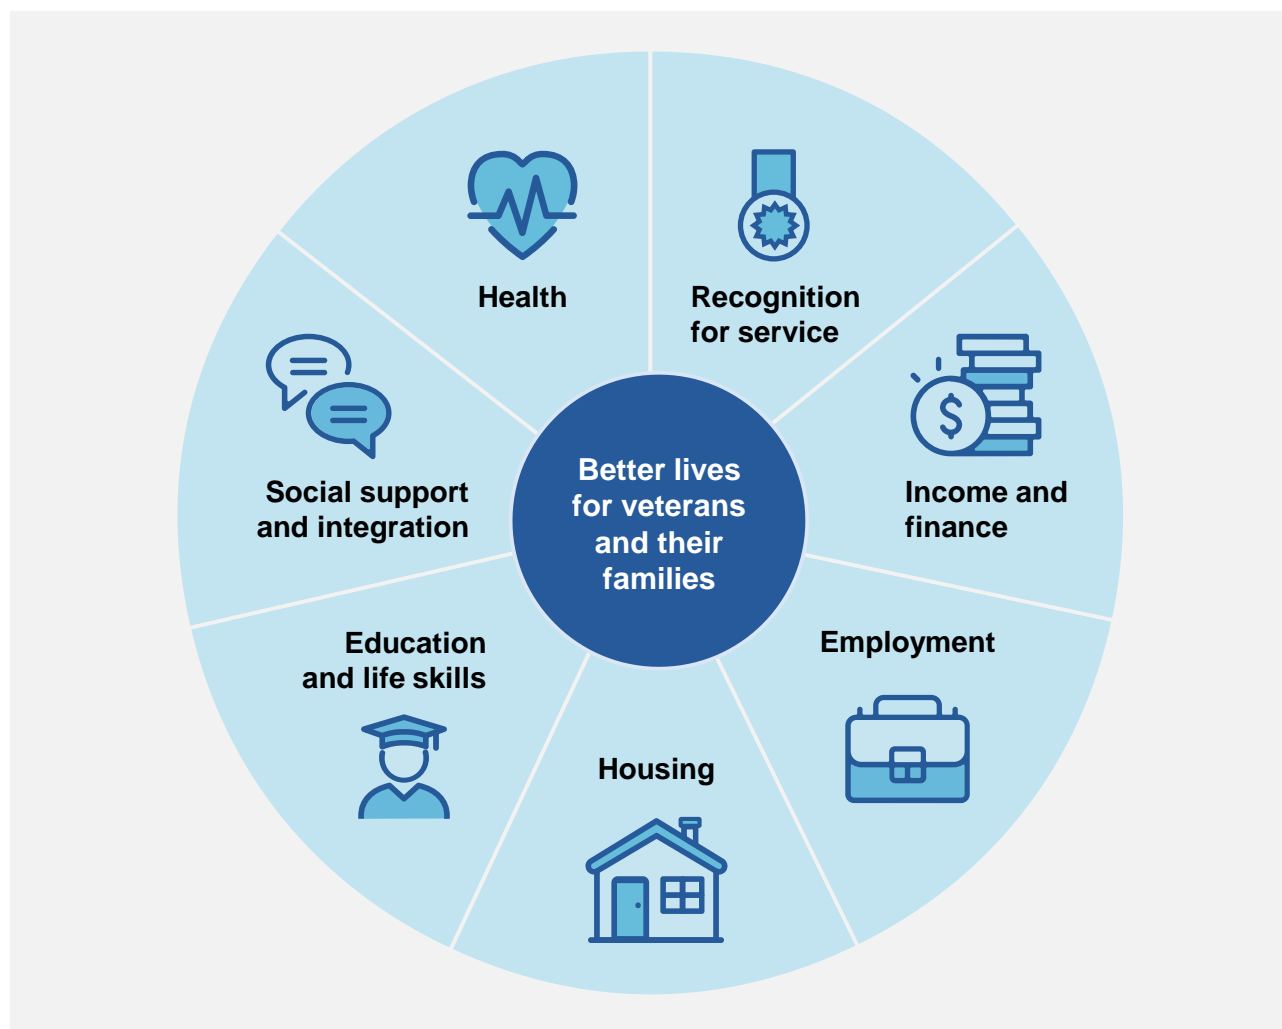 Health
Recognition
for service
Social support
and integration
Better lives
for veterans
and their
families
$
Income and
finance
Education
and life skills
Employment
Housing